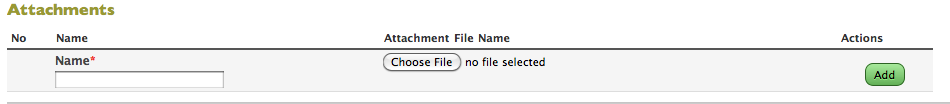 Attachments
No Name Attachment File Name Actions
Name*
Choose File no file selected
Add